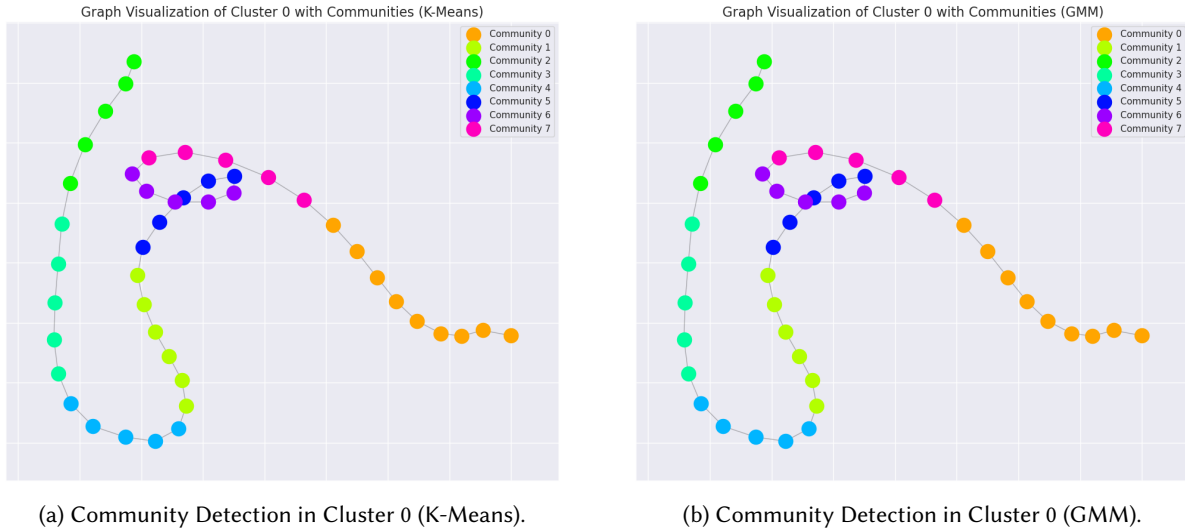 Graph Visualization of Cluster 0 with Communities (K-Means)
Community 0
Community 1
Community 2
Community 3
Community 4
Community 5
Community 6
Community 7
(a) Community Detection in Cluster 0 (K-Means).
Graph Visualization of Cluster 0 with Communities (GMM)
Community 0
Community 1
Community 2
Community 3
Community 4
Community 5
Community 6
Community 7
(b) Community Detection in Cluster 0 (GMM).